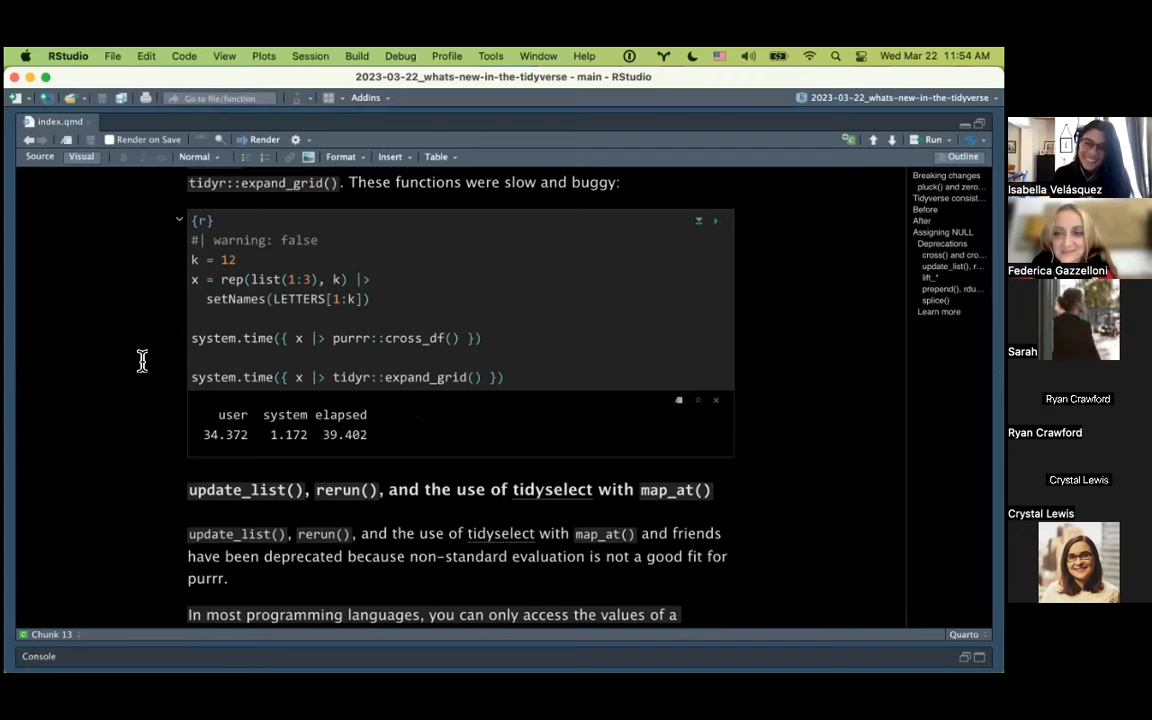 RStudio File Edit Code View Plots Session Build Debug Profile Tools Window Help Wed Mar 22 11:54 AM
2023-03-22_whats-new-in-the-tidyverse - main - RStudio
Go to file/function Addins 2023-03-22_whats-new-in-the-tidyverse
index.qmd
Render on Save Render Run
Source Visual B I Normal Format Insert Table Outline
tidyr::expand_grid(). These functions were slow and buggy:
{r}
#| warning: false
k = 12
x = rep(list(1:3), k) |>
setNames(LETTERS[1:k])
system.time({ x |> purrr::cross_df() })
system.time({ x |> tidyr::expand_grid() })
user system elapsed
34.372 1.172 39.402
update_list(), rerun(), and the use of tidyselect with map_at()
update_list(), rerun(), and the use of tidyselect with map_at() and friends
have been deprecated because non-standard evaluation is not a good fit for
purrr.
In most programming languages, you can only access the values of a
Breaking changes
pluck() and zero...
Tidyverse consist...
Before
After
Assigning NULL
Deprecations
cross() and cro...
update_list(), r...
lift_*
prepend(), rdu...
splice()
Learn more
Chunk 13 Quarto
Console
Isabella Velásquez
Federica Gazzelloni
Sarah
Ryan Crawford
Ryan Crawford
Crystal Lewis
Crystal Lewis